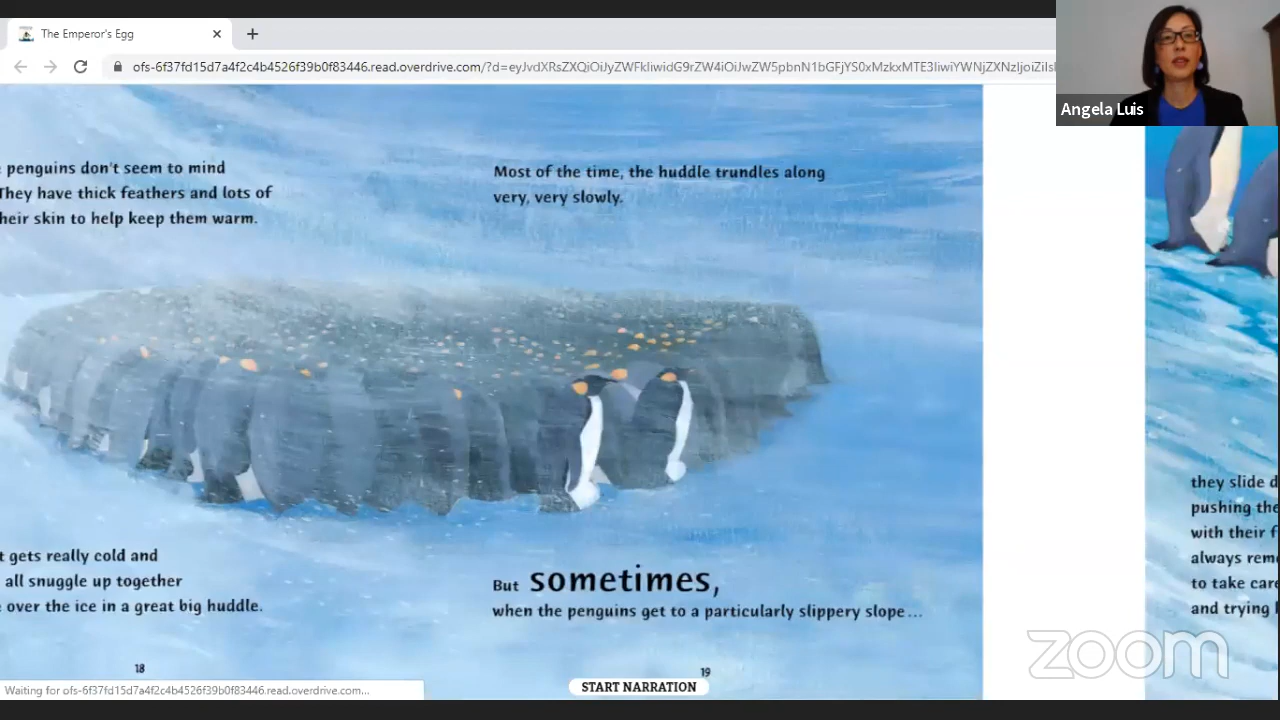 The Emperor's Egg
ofs-6f37fd15d7a4f2c4b4526f39b0f83446.read.overdrive.com/?d=eyJvdXRsZXQiOiJyZWFkIiwidG9rZW4iOiJwZW5pbnN1bGFjYS0xMzkxMTE3IiwiYWNjZXNzIjoiZiIs
Angela Luis
penguins don't seem to mind
They have thick feathers and lots of
heir skin to help keep them warm.
Most of the time, the huddle trundles along
very, very slowly.
t gets really cold and
all snuggle up together
over the ice in a great big huddle.
But sometimes,
when the penguins get to a particularly slippery slope...
they slide d
pushing the
with their f
always rem
to take care
and trying
18
19
START NARRATION
Waiting for ofs-6f37fd15d7a4f2c4b4526f39b0f83446.read.overdrive.com...
zoom